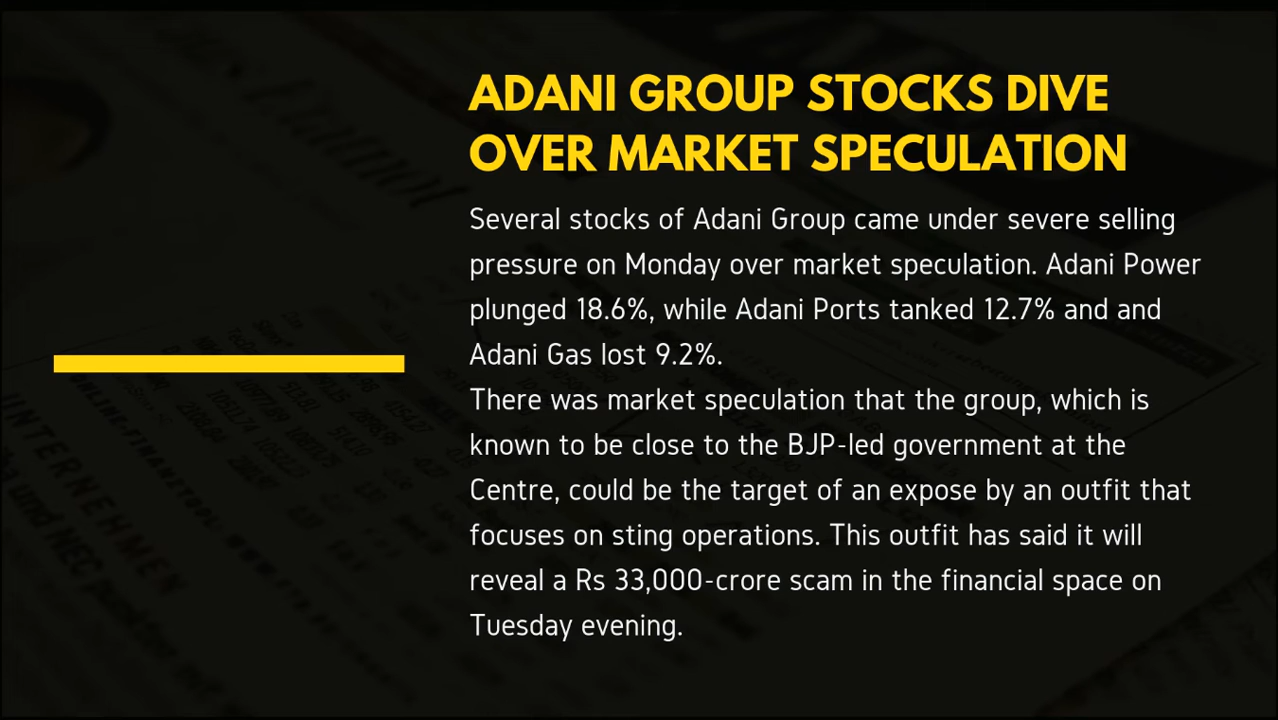 ADANI GROUP STOCKS DIVE
OVER MARKET SPECULATION
Several stocks of Adani Group came under severe selling
pressure on Monday over market speculation. Adani Power
plunged 18.6%, while Adani Ports tanked 12.7% and and
Adani Gas lost 9.2%.
There was market speculation that the group, which is
known to be close to the BJP-led government at the
Centre, could be the target of an expose by an outfit that
focuses on sting operations. This outfit has said it will
reveal a Rs 33,000-crore scam in the financial space on
Tuesday evening.
INTERNEHMEN